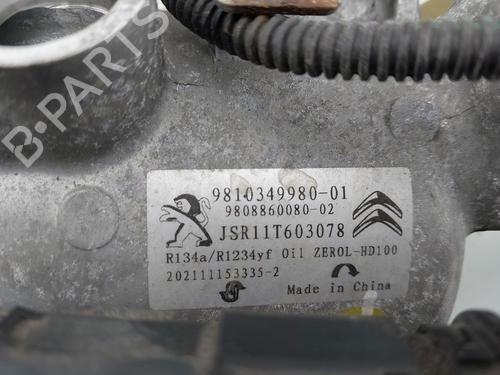 B-PARTS
9810349980-01
9808860080-02
JSR11T603078
R134a/R1234yf Oil ZEROL-HD100
202111153335-2
Made in China